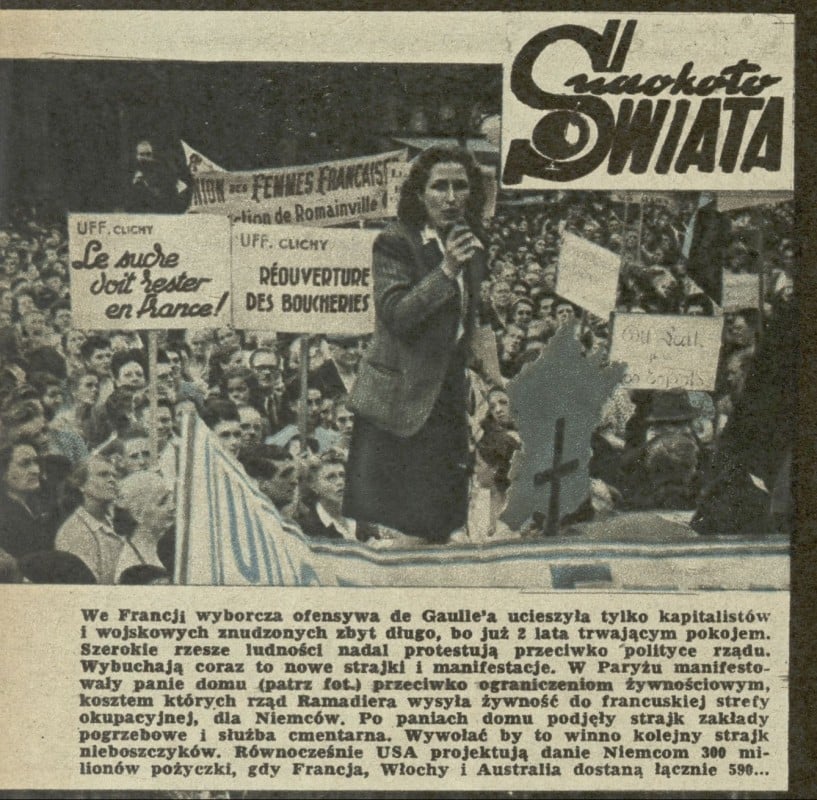 Naokoło
ŚWIATA
UNION DES FEMMES FRANÇAISES
section de Romainville
UFF. CLICHY
Le sucre
doit rester
en france!
UFF. CLICHY
RÉOUVERTURE
DES BOUCHERIES
We Francji wyborcza ofensywa de Gaulle'a ucieszyła tylko kapitalistów
i wojskowych znudzonych zbyt długo, bo już 2 lata trwającym pokojem.
Szerokie rzesze ludności nadal protestują przeciwko polityce rządu.
Wybuchają coraz to nowe strajki i manifestacje. W Paryżu manifesto-
wały panie domu (patrz fot.) przeciwko ograniczeniom żywnościowym,
kosztem których rząd Ramadiera wysyła żywność do francuskiej strefy
okupacyjnej, dla Niemców. Po paniach domu podjęły strajk zakłady
pogrzebowe i służba cmentarna. Wywołać by to winno kolejny strajk
nieboszczyków. Równocześnie USA projektują danie Niemcom 300 mi-
lionów pożyczki, gdy Francja, Włochy i Australia dostaną łącznie 590...